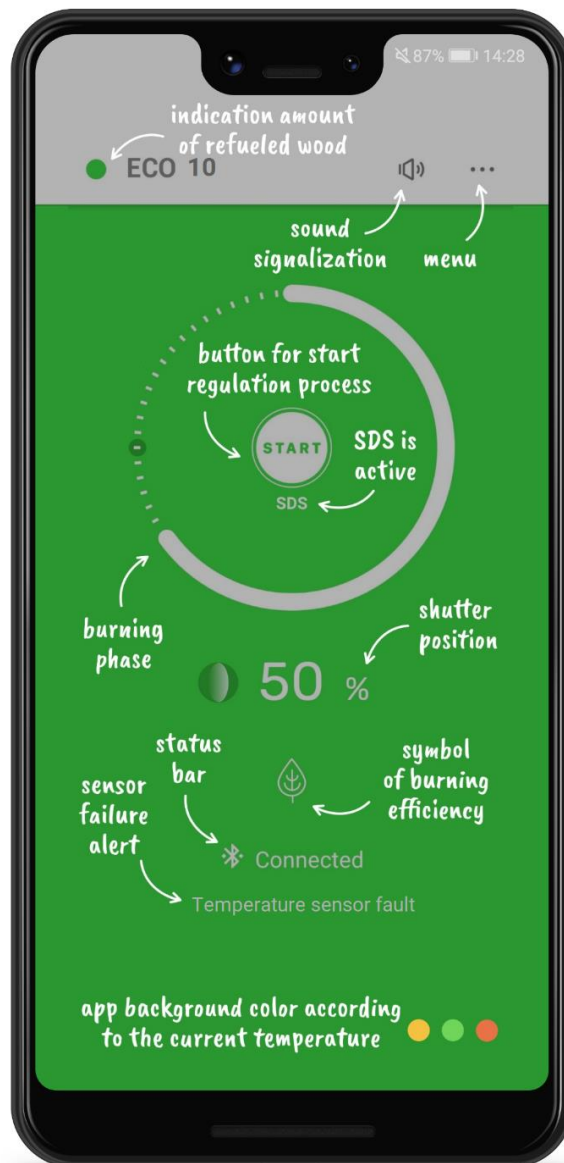 87% 14:28
indication amount
of refueled wood
ECO 10
sound
signalization
menu
button for start
regulation process
START
SDS is
active
SDS
burning
phase
shutter
position
50 %
status
bar
symbol
of burning
efficiency
sensor
failure
alert
Connected
Temperature sensor fault
app background color according
to the current temperature